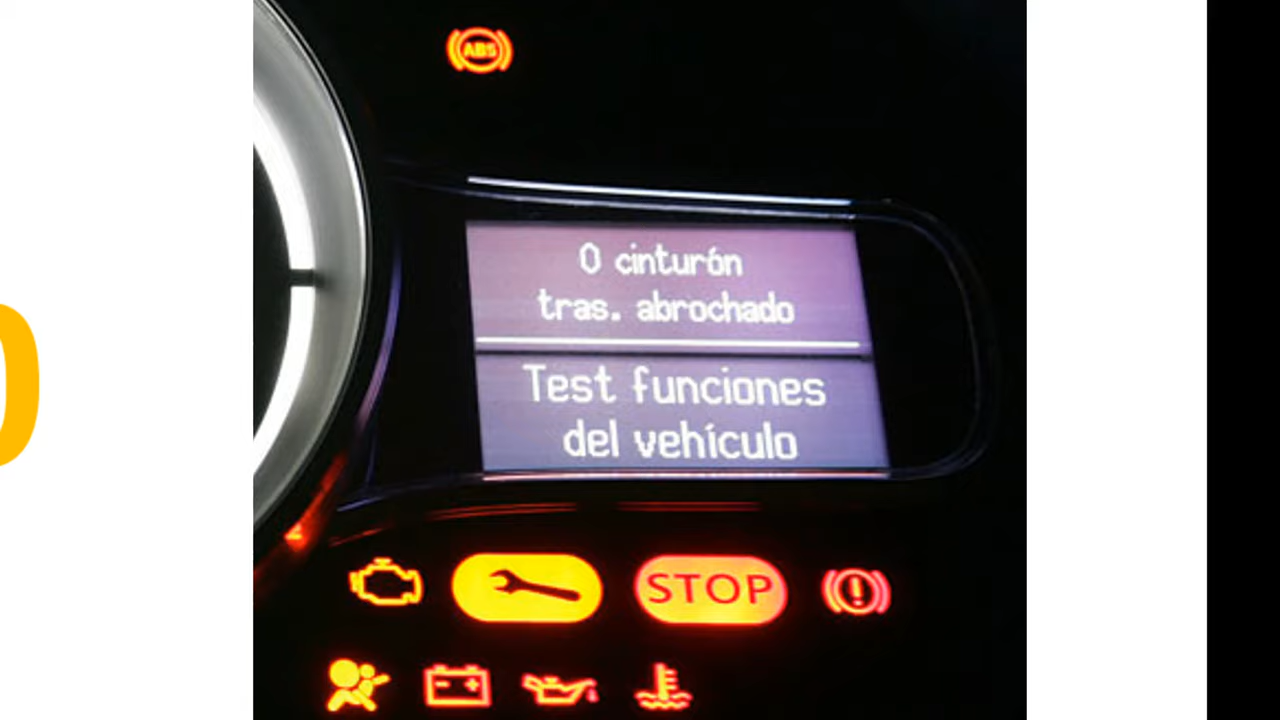 ABS
0 cinturón
tras. abrochado
Test funciones
del vehículo
STOP